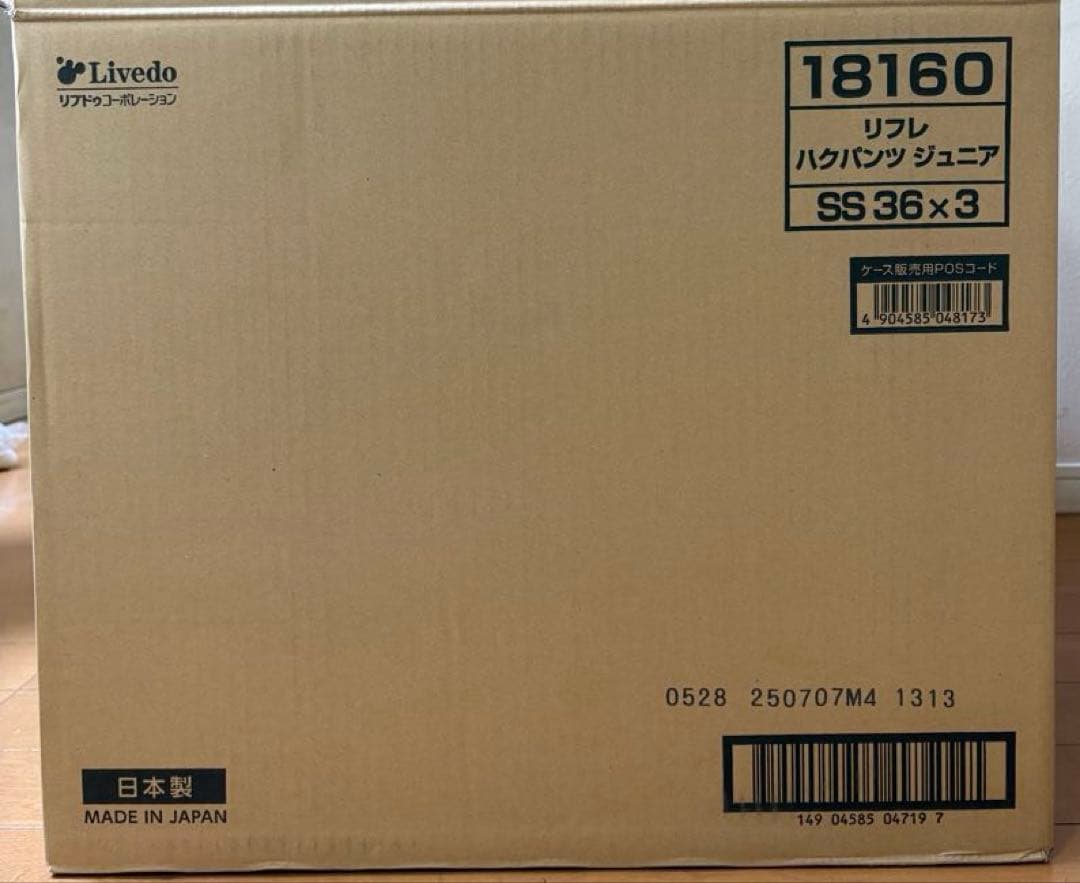 Livedo
リブドゥコーポレーション
18160
リフレ
ハクパンツ ジュニア
SS 36×3
ケース販売用POSコード
4 904585 048173
0528 250707M4 1313
日本製
MADE IN JAPAN
149 04585 04719 7